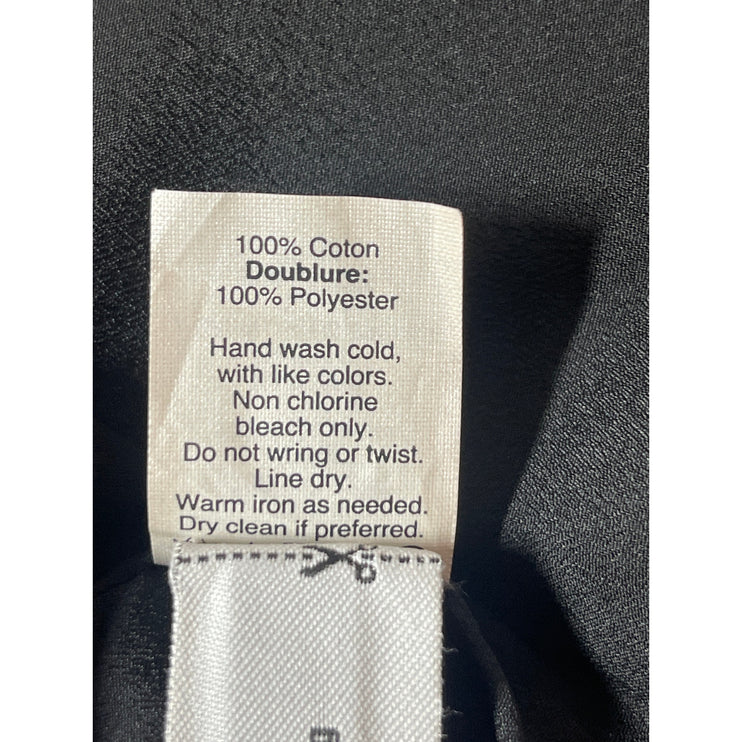 100% Coton
Doublure:
100% Polyester
Hand wash cold,
with like colors.
Non chlorine
bleach only.
Do not wring or twist.
Line dry.
Warm iron as needed.
Dry clean if preferred.